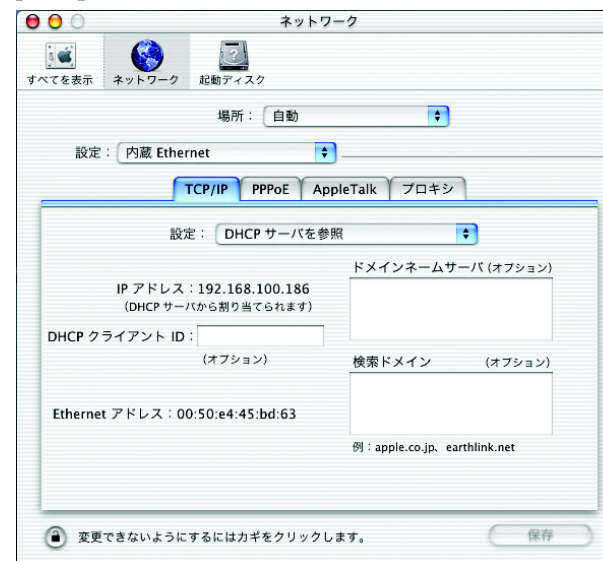 ネットワーク
すべてを表示 ネットワーク 起動ディスク
場所： 自動
設定： 内蔵 Ethernet
TCP/IP PPPoE AppleTalk プロキシ
設定： DHCP サーバを参照
ドメインネームサーバ (オプション)
IP アドレス：192.168.100.186
(DHCP サーバから割り当てられます)
DHCP クライアント ID：
(オプション)
検索ドメイン (オプション)
Ethernet アドレス：00:50:e4:45:bd:63
例：apple.co.jp、earthlink.net
変更できないようにするにはカギをクリックします。
保存